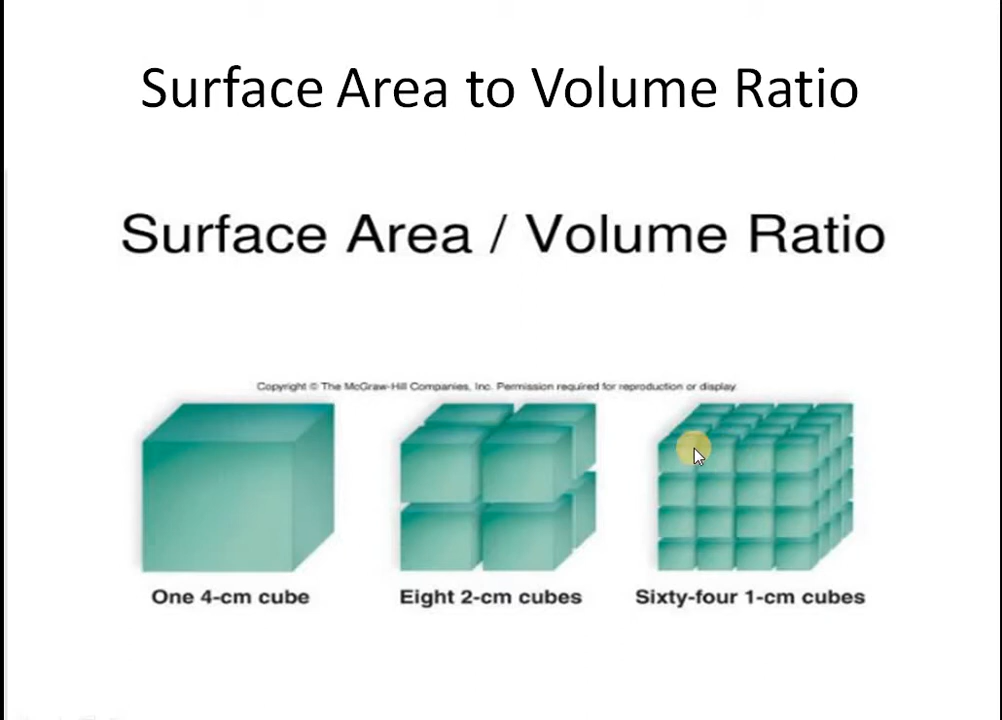 Surface Area to Volume Ratio
Surface Area / Volume Ratio
Copyright © The McGraw-Hill Companies, Inc. Permission required for reproduction or display.
One 4-cm cube
Eight 2-cm cubes
Sixty-four 1-cm cubes